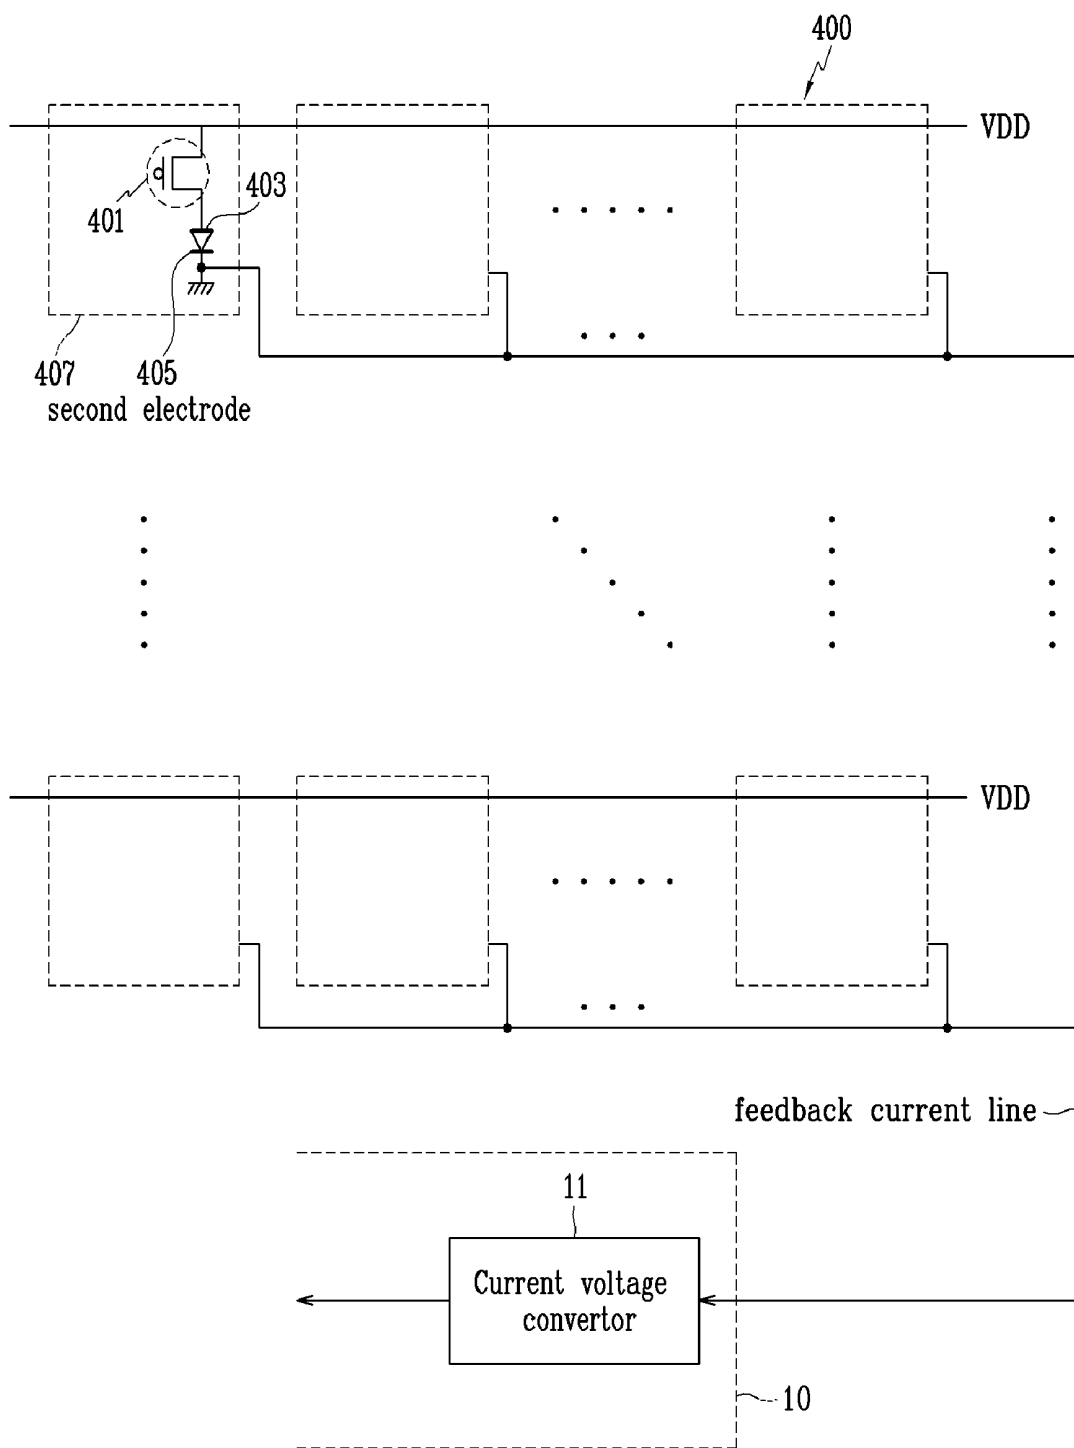 400
VDD
401
403
407
405
second electrode
VDD
feedback current line
11
Current voltage
convertor
10